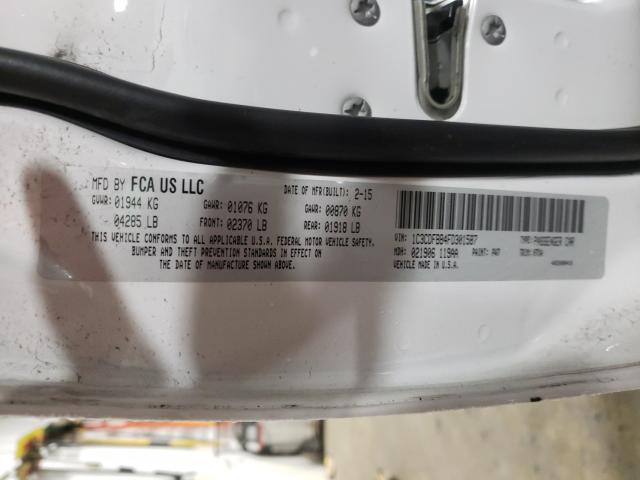 MFD BY FCA US LLC DATE OF MFR(BUILT): 2-15
GVWR: 01944 KG GAWR: 01076 KG GAWR: 00870 KG
- 04285 LB FRONT: 02370 LB REAR: 01918 LB
THIS VEHICLE CONFORMS TO ALL APPLICABLE U.S.A. FEDERAL MOTOR VEHICLE SAFETY,
BUMPER AND THEFT PREVENTION STANDARDS IN EFFECT ON
THE DATE OF MANUFACTURE SHOWN ABOVE.
VIN: 1C3CDFBB4FD301507 TYPE: PASSENGER CAR
MDH: 021906 119AA PAINT: PW7
VEHICLE MADE IN U.S.A.